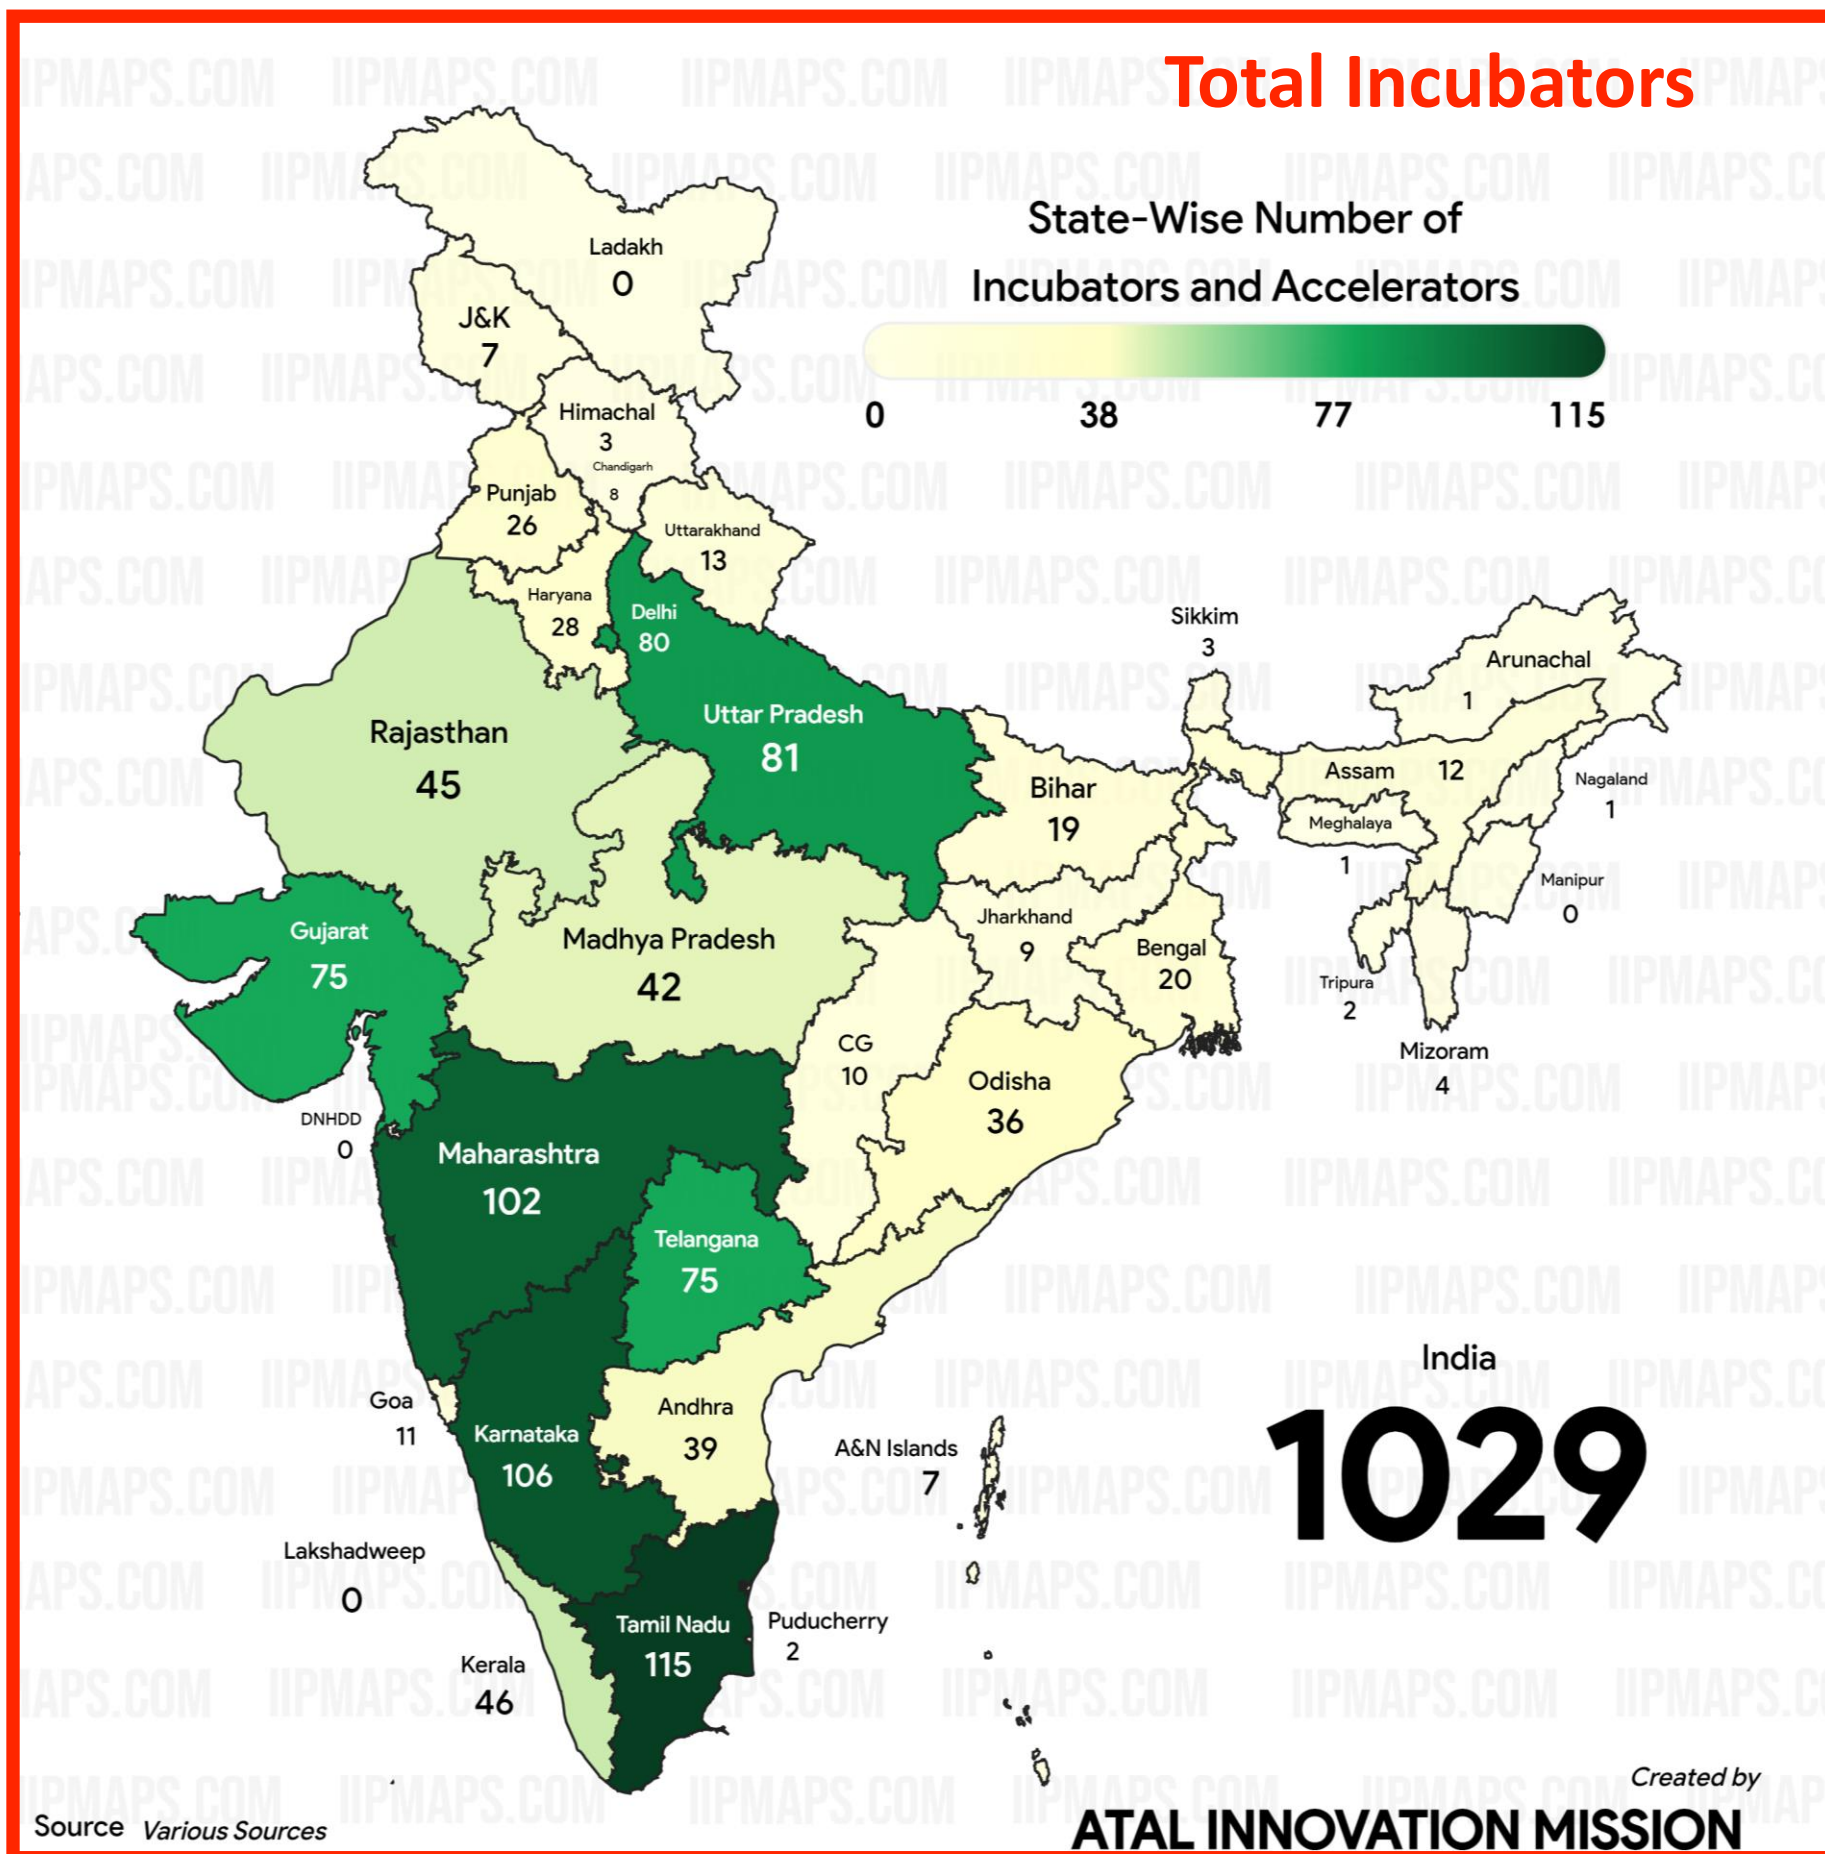 Total Incubators
State-Wise Number of
Incubators and Accelerators
0 38 77 115
Ladakh
0
J&K
7
Himachal
3
Chandigarh
8
Punjab
26
Uttarakhand
13
Haryana
28
Delhi
80
Uttar Pradesh
81
Rajasthan
45
Bihar
19
Sikkim
3
Arunachal
1
Assam 12
Nagaland
1
Meghalaya
1
Manipur
0
Tripura
2
Mizoram
4
Gujarat
75
Madhya Pradesh
42
Jharkhand
9
Bengal
20
CG
10
Odisha
36
DNHDD
0
Maharashtra
102
Telangana
75
Goa
11
Karnataka
106
Andhra
39
A&N Islands
7
India
1029
Lakshadweep
0
Kerala
46
Tamil Nadu
115
Puducherry
2
Source Various Sources
Created by
ATAL INNOVATION MISSION
IIPMAPS.COM